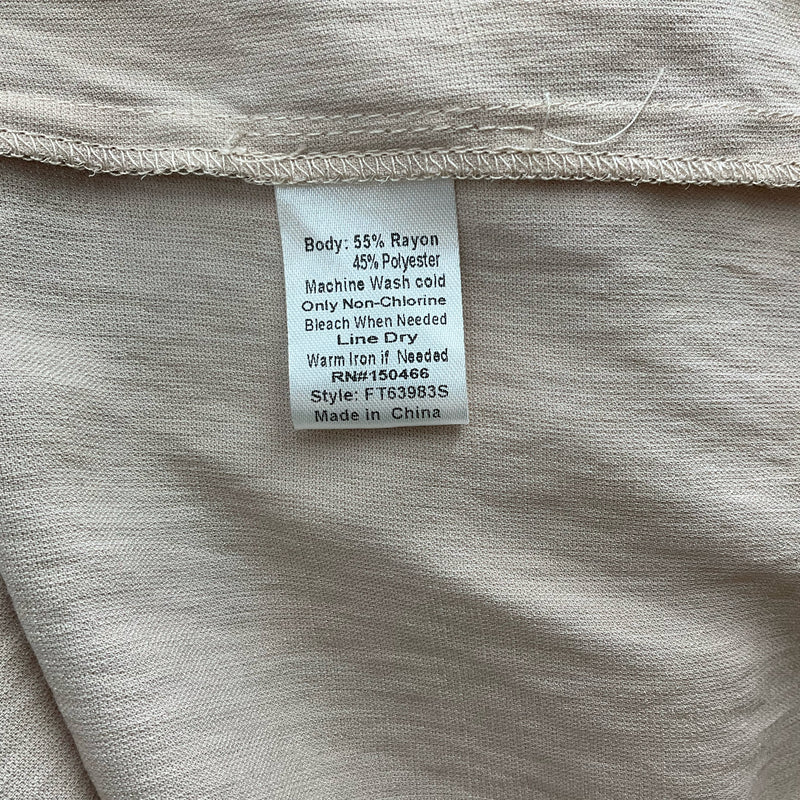 Body: 55% Rayon
45% Polyester
Machine Wash cold
Only Non-Chlorine
Bleach When Needed
Line Dry
Warm Iron if Needed
RN#150466
Style: FT63983S
Made in China